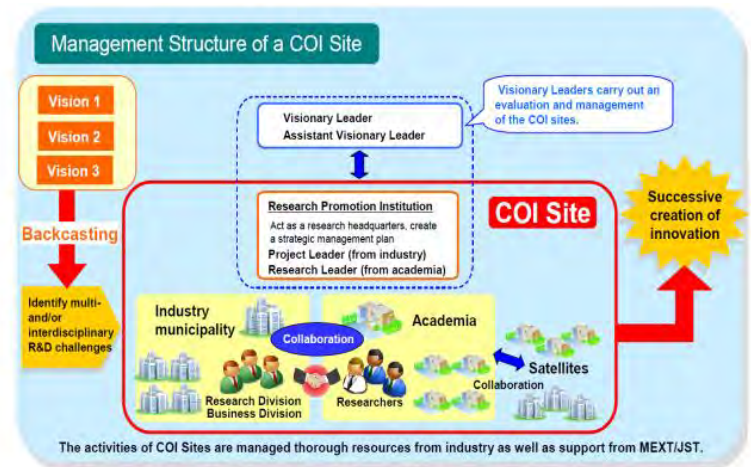 Management Structure of a COI Site
Vision 1
Vision 2
Vision 3
Backcasting
Identify multi-
and/or
interdisciplinary
R&D challenges
Visionary Leader
Assistant Visionary Leader
Visionary Leaders carry out an
evaluation and management
of the COI sites.
Research Promotion Institution
Act as a research headquarters, create
a strategic management plan
Project Leader (from industry)
Research Leader (from academia)
COI Site
Successive
creation of
innovation
Industry
municipality
Collaboration
Academia
Research Division
Business Division
Researchers
Satellites
Collaboration
The activities of COI Sites are managed thorough resources from industry as well as support from MEXT/JST.